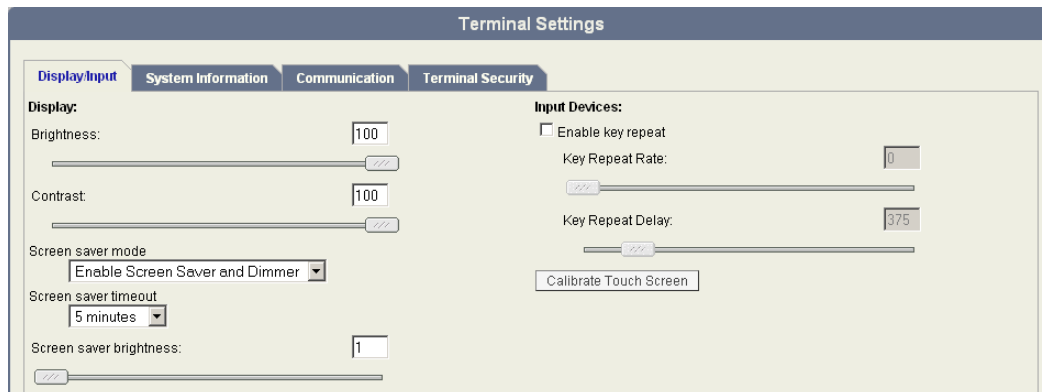 Terminal Settings
Display/Input
System Information
Communication
Terminal Security
Display:
Brightness:
100
Contrast:
100
Screen saver mode
Enable Screen Saver and Dimmer
Screen saver timeout
5 minutes
Screen saver brightness:
1
Input Devices:
Enable key repeat
Key Repeat Rate:
0
Key Repeat Delay:
375
Calibrate Touch Screen